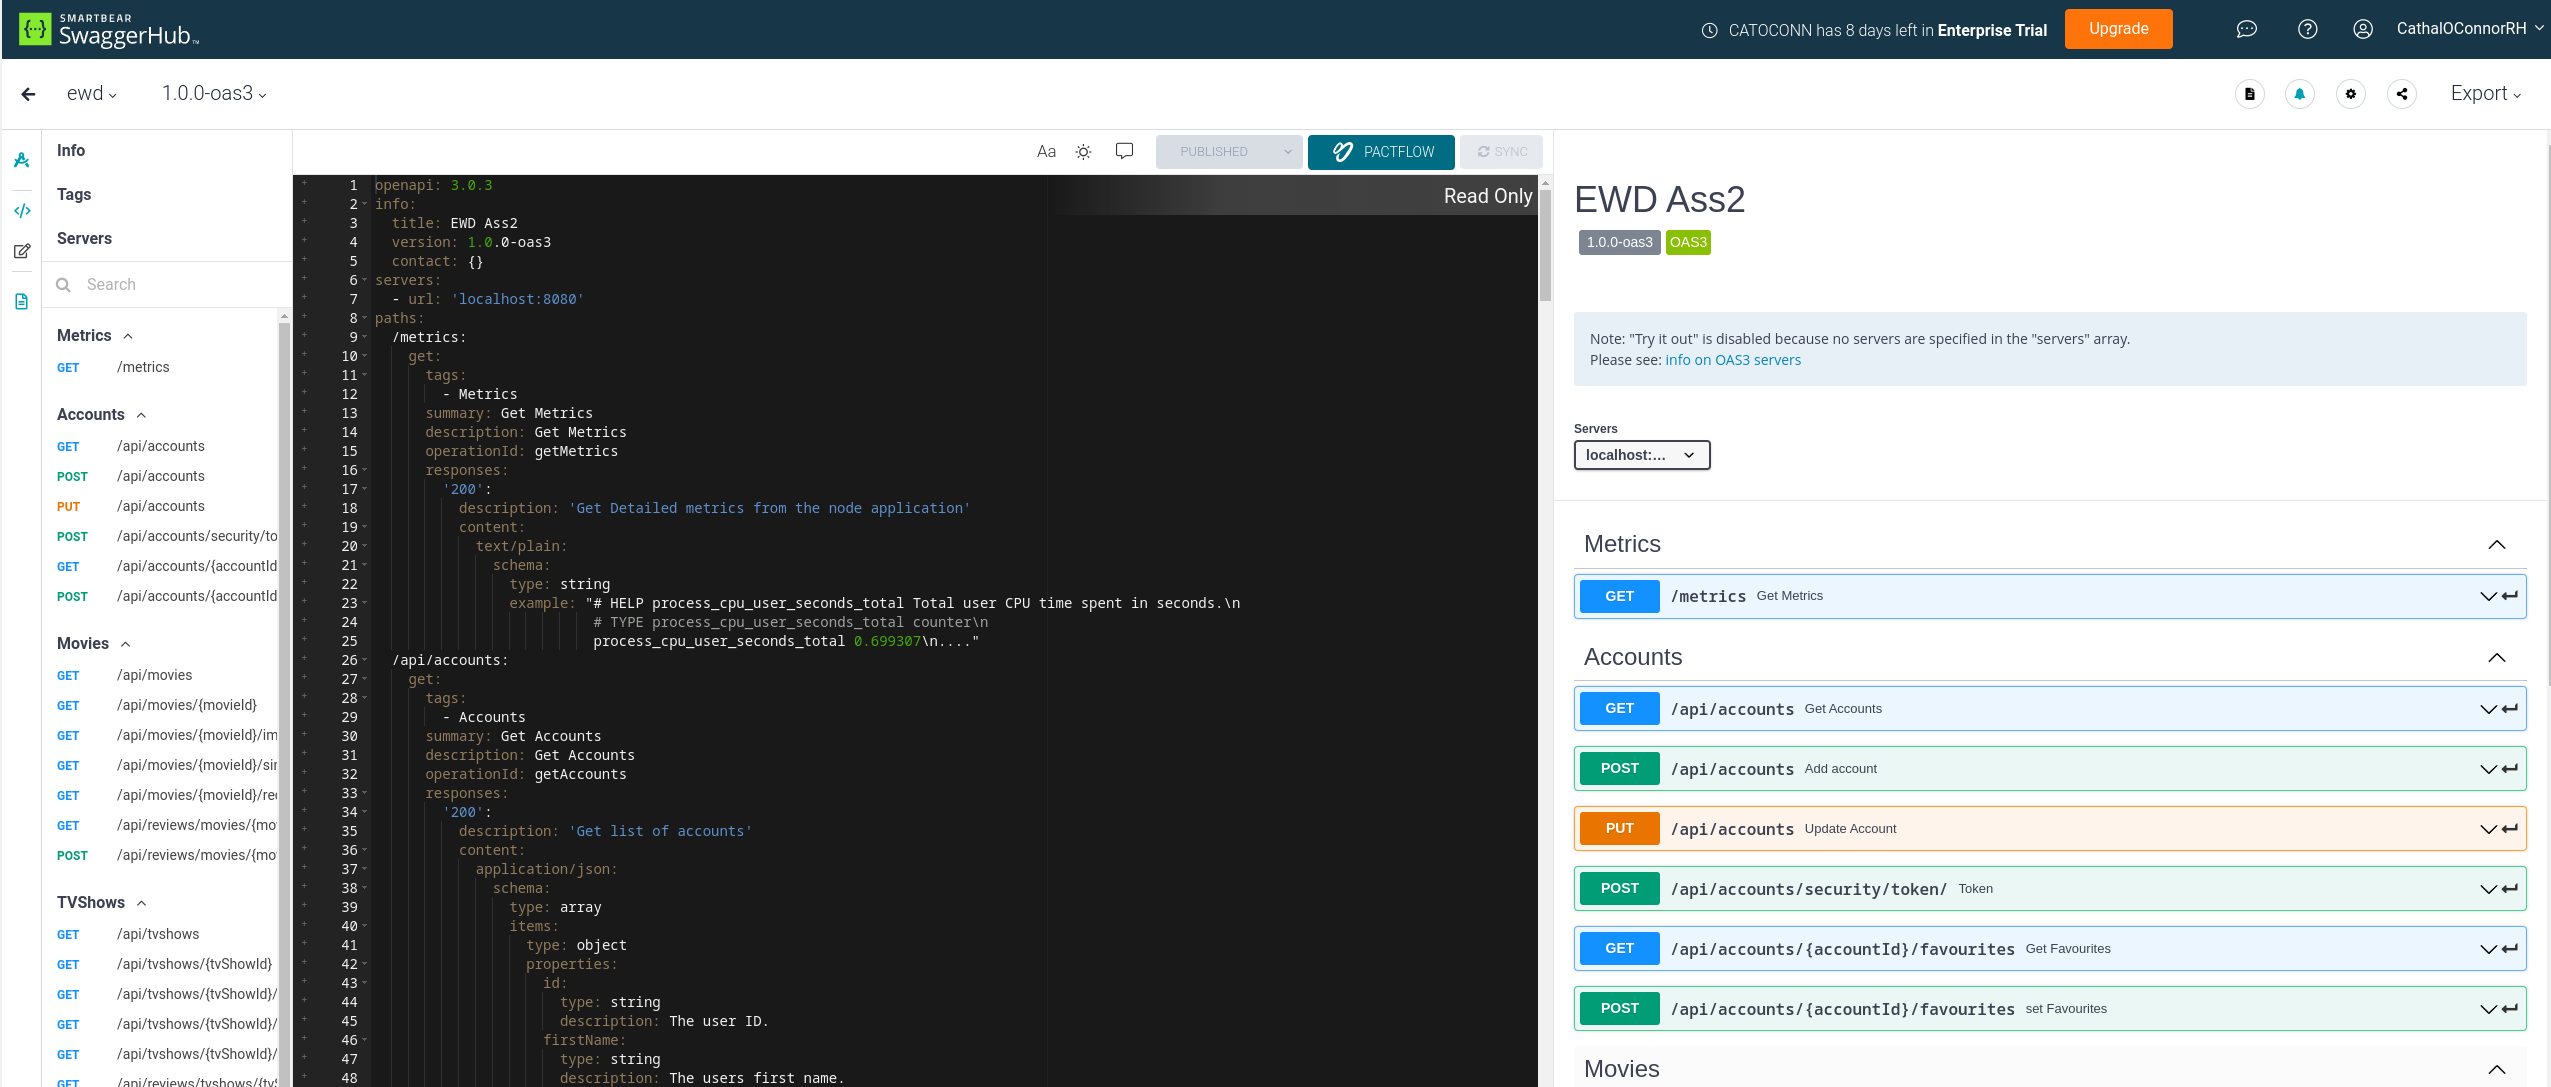 SMARTBEAR
SwaggerHub™
CATOCONN has 8 days left in Enterprise Trial
Upgrade
CathalOConnorRH
ewd
1.0.0-oas3
Export
Info
Tags
Servers
Search
Metrics
GET /metrics
Accounts
GET /api/accounts
POST /api/accounts
PUT /api/accounts
POST /api/accounts/security/to
GET /api/accounts/{accountId
POST /api/accounts/{accountId
Movies
GET /api/movies
GET /api/movies/{movieId}
GET /api/movies/{movieId}/im
GET /api/movies/{movieId}/sin
GET /api/movies/{movieId}/rec
GET /api/reviews/movies/{mo
POST /api/reviews/movies/{mo
TVShows
GET /api/tvshows
GET /api/tvshows/{tvShowId}
GET /api/tvshows/{tvShowId}/
GET /api/tvshows/{tvShowId}/
GET /api/tvshows/{tvShowId}/
GET /api/reviews/tvshows/{tvS
Aa
PUBLISHED
PACTFLOW
SYNC
Read Only
1 openapi: 3.0.3
2 info:
3 title: EWD Ass2
4 version: 1.0.0-oas3
5 contact: {}
6 servers:
7 - url: 'localhost:8080'
8 paths:
9 /metrics:
10 get:
11 tags:
12 - Metrics
13 summary: Get Metrics
14 description: Get Metrics
15 operationId: getMetrics
16 responses:
17 '200':
18 description: 'Get Detailed metrics from the node application'
19 content:
20 text/plain:
21 schema:
22 type: string
23 example: "# HELP process_cpu_user_seconds_total Total user CPU time spent in seconds.\n
24 # TYPE process_cpu_user_seconds_total counter\n
25 process_cpu_user_seconds_total 0.699307\n...."
26 /api/accounts:
27 get:
28 tags:
29 - Accounts
30 summary: Get Accounts
31 description: Get Accounts
32 operationId: getAccounts
33 responses:
34 '200':
35 description: 'Get list of accounts'
36 content:
37 application/json:
38 schema:
39 type: array
40 items:
41 type: object
42 properties:
43 id:
44 type: string
45 description: The user ID.
46 firstName:
47 type: string
48 description: The users first name.
EWD Ass2
1.0.0-oas3 OAS3
Note: "Try it out" is disabled because no servers are specified in the "servers" array.
Please see: info on OAS3 servers
Servers
localhost:...
Metrics
GET /metrics Get Metrics
Accounts
GET /api/accounts Get Accounts
POST /api/accounts Add account
PUT /api/accounts Update Account
POST /api/accounts/security/token/ Token
GET /api/accounts/{accountId}/favourites Get Favourites
POST /api/accounts/{accountId}/favourites set Favourites
Movies